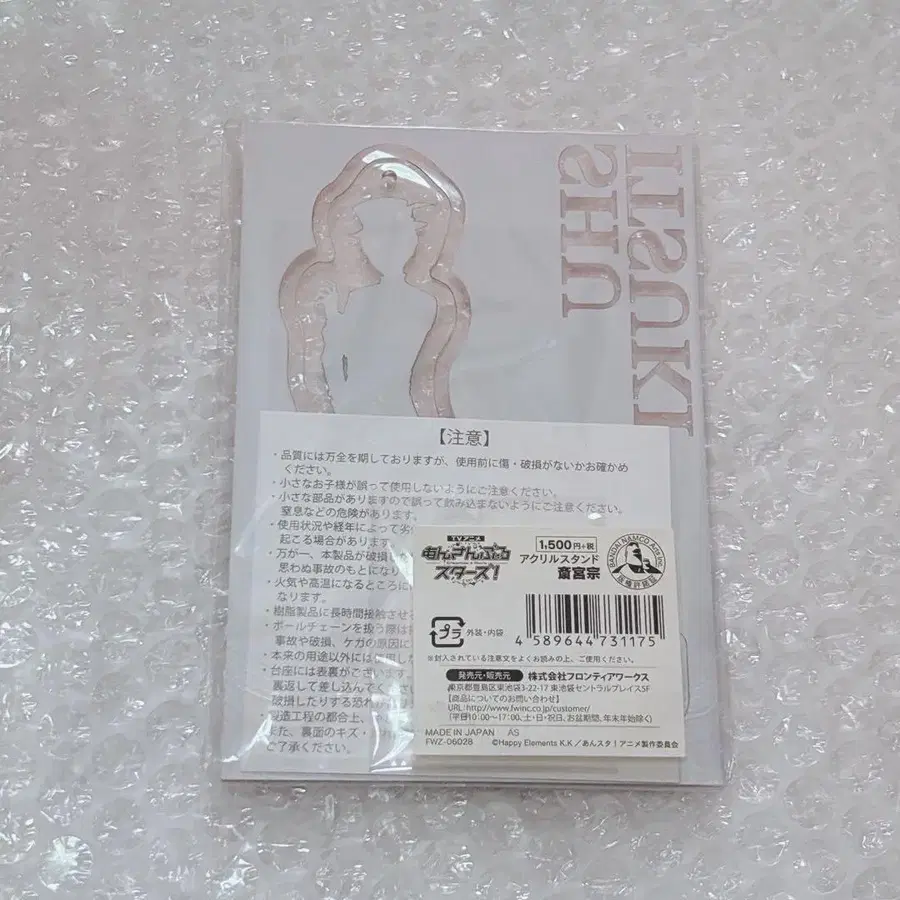 ITSUKI
SHU
【注意】
・品質には万全を期しておりますが、使用前に傷・破損がないかお確かめ
ください。
・小さなお子様が誤って使用しないようにご注意ください。
・小さな部品がありますので誤って飲み込まないようにご注意ください。
窒息などの危険があります。
・使用状況や経年によって
起こる場合があります。
・万が一、本製品が破損し
思わぬ事故のもとになり
・火気や高温になるところに
なります。
・樹脂製品に長時間接触させる
・ボールチェーンを扱う際は
事故や破損、ケガの原因に
・本来の用途以外には使用し
・台座には表裏がございます。
裏返して差し込んで
破損したりする恐れが
・製造工程の都合上、
また、裏面のキズ・
ご了承ください。
TVアニメ
あんさんぶる
スターズ!
1,500円+税
アクリルスタンド
斎宮宗
BANDAI NAMCO Arts Inc.
版権許諾証
プラ
外装・内袋
4 589644 731175
※封入されている注意文をよくお読みの上、ご使用ください。
発売元・販売元 株式会社フロンティアワークス
東京都豊島区東池袋3-22-17 東池袋セントラルプレイス5F
【商品についてのお問い合わせ】
URL:http://www.fwinc.co.jp/customer/
(平日10:00〜17:00、土・日・祝日、お盆期間、年末年始除く)
MADE IN JAPAN AS
FWZ-06028 ©Happy Elements K.K／あんスタ！アニメ製作委員会